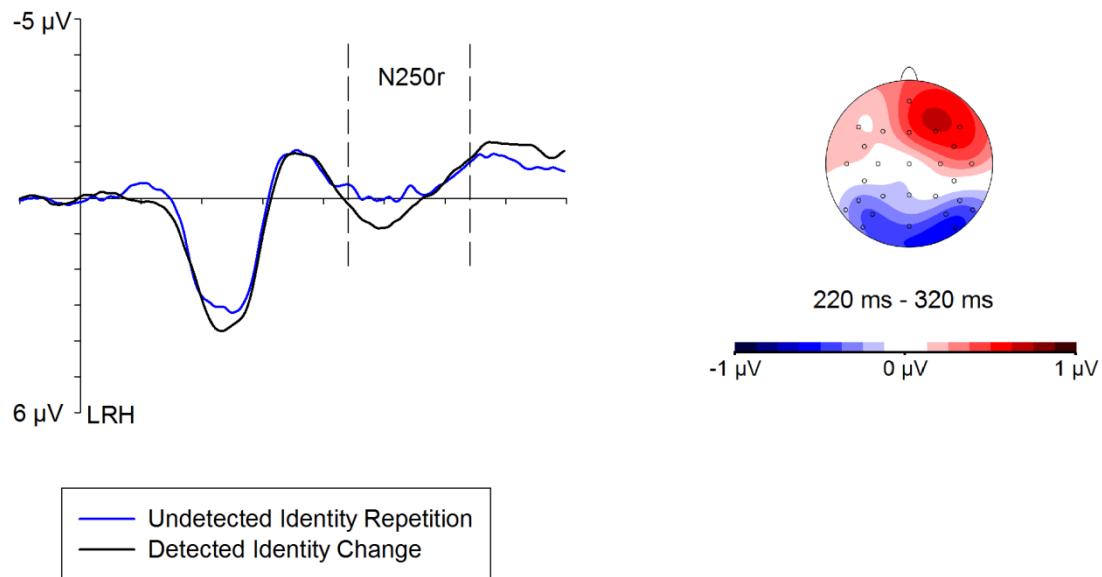 -5 µV
N250r
6 µV
LRH
220 ms - 320 ms
-1 µV
0 µV
1 µV
Undetected Identity Repetition
Detected Identity Change